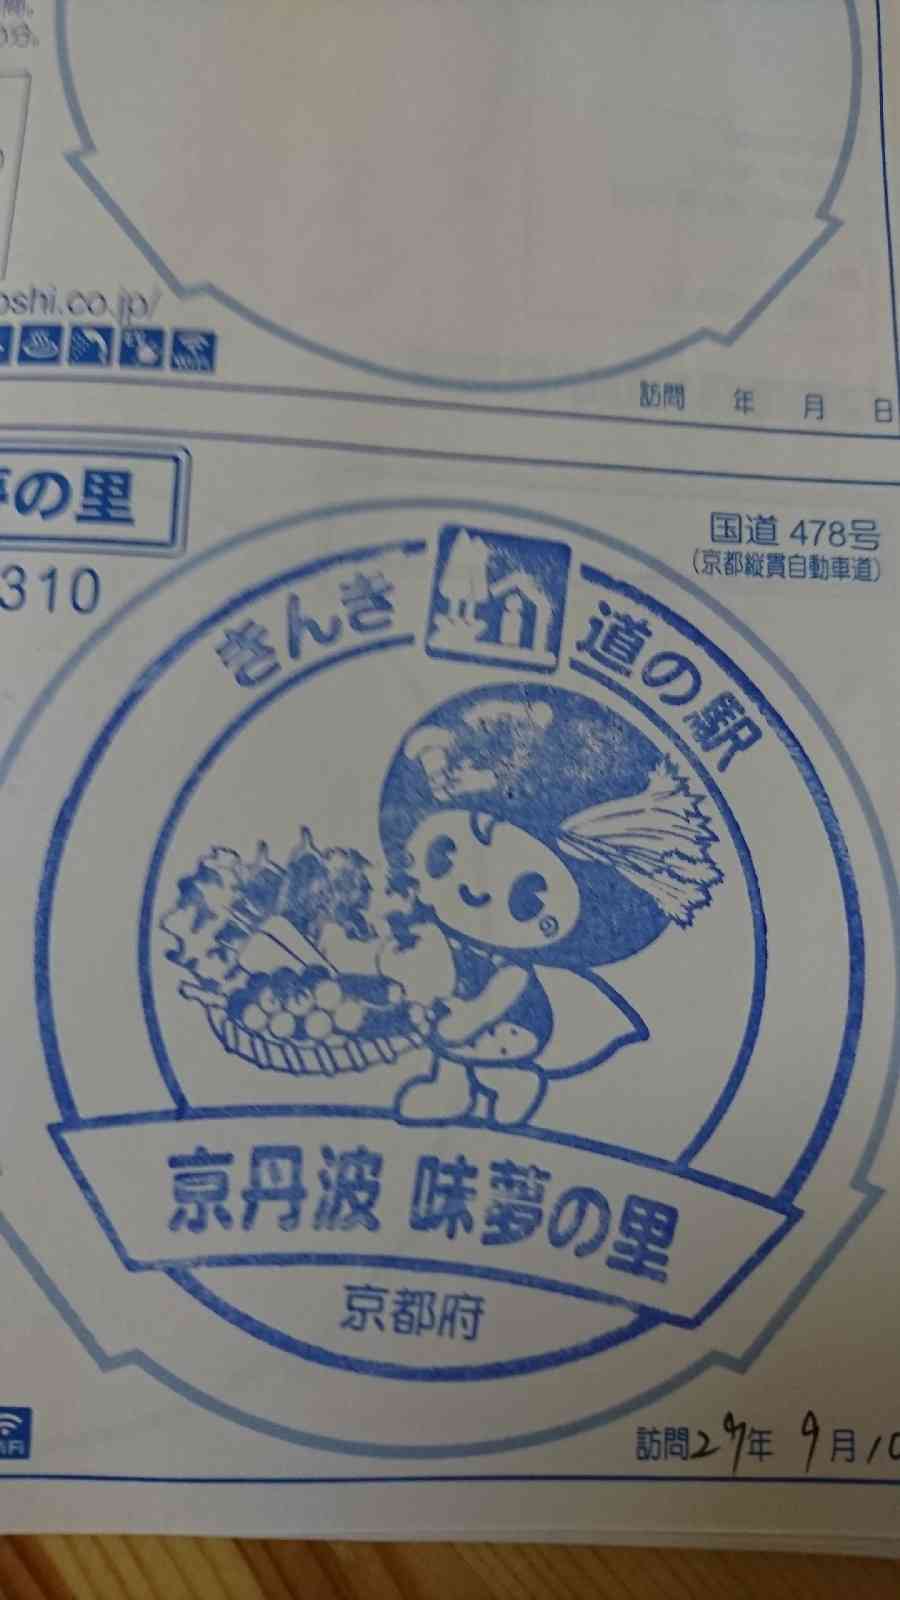 oshi.co.jp/
訪問 年 月 日
の里
310
国道 478号
(京都縦貫自動車道)
きんき 道の駅
京丹波 味夢の里
京都府
訪問29年 9月10